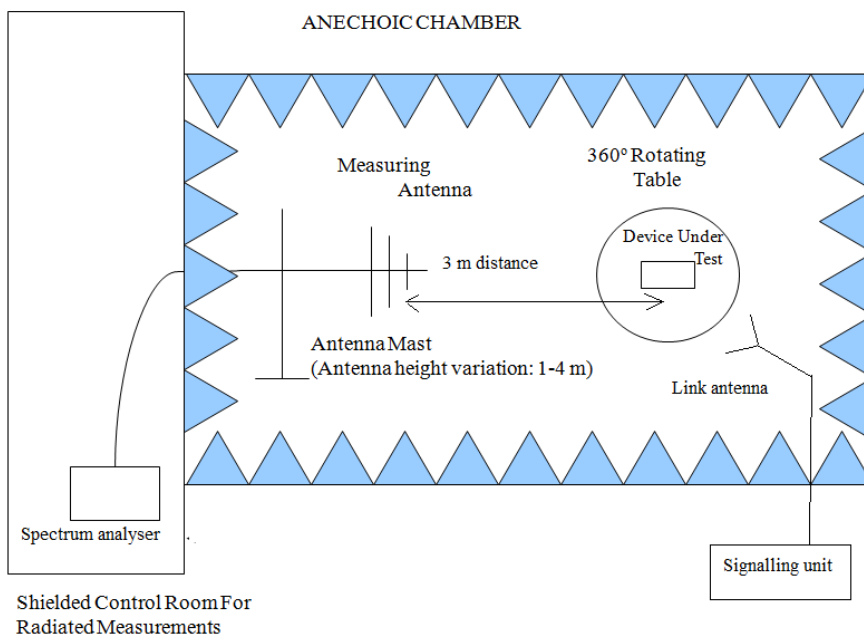 ANECHOIC CHAMBER
Measuring
Antenna
360º Rotating
Table
Device Under
Test
3 m distance
Antenna Mast
(Antenna height variation: 1-4 m)
Link antenna
Spectrum analyser
Signalling unit
Shielded Control Room For
Radiated Measurements